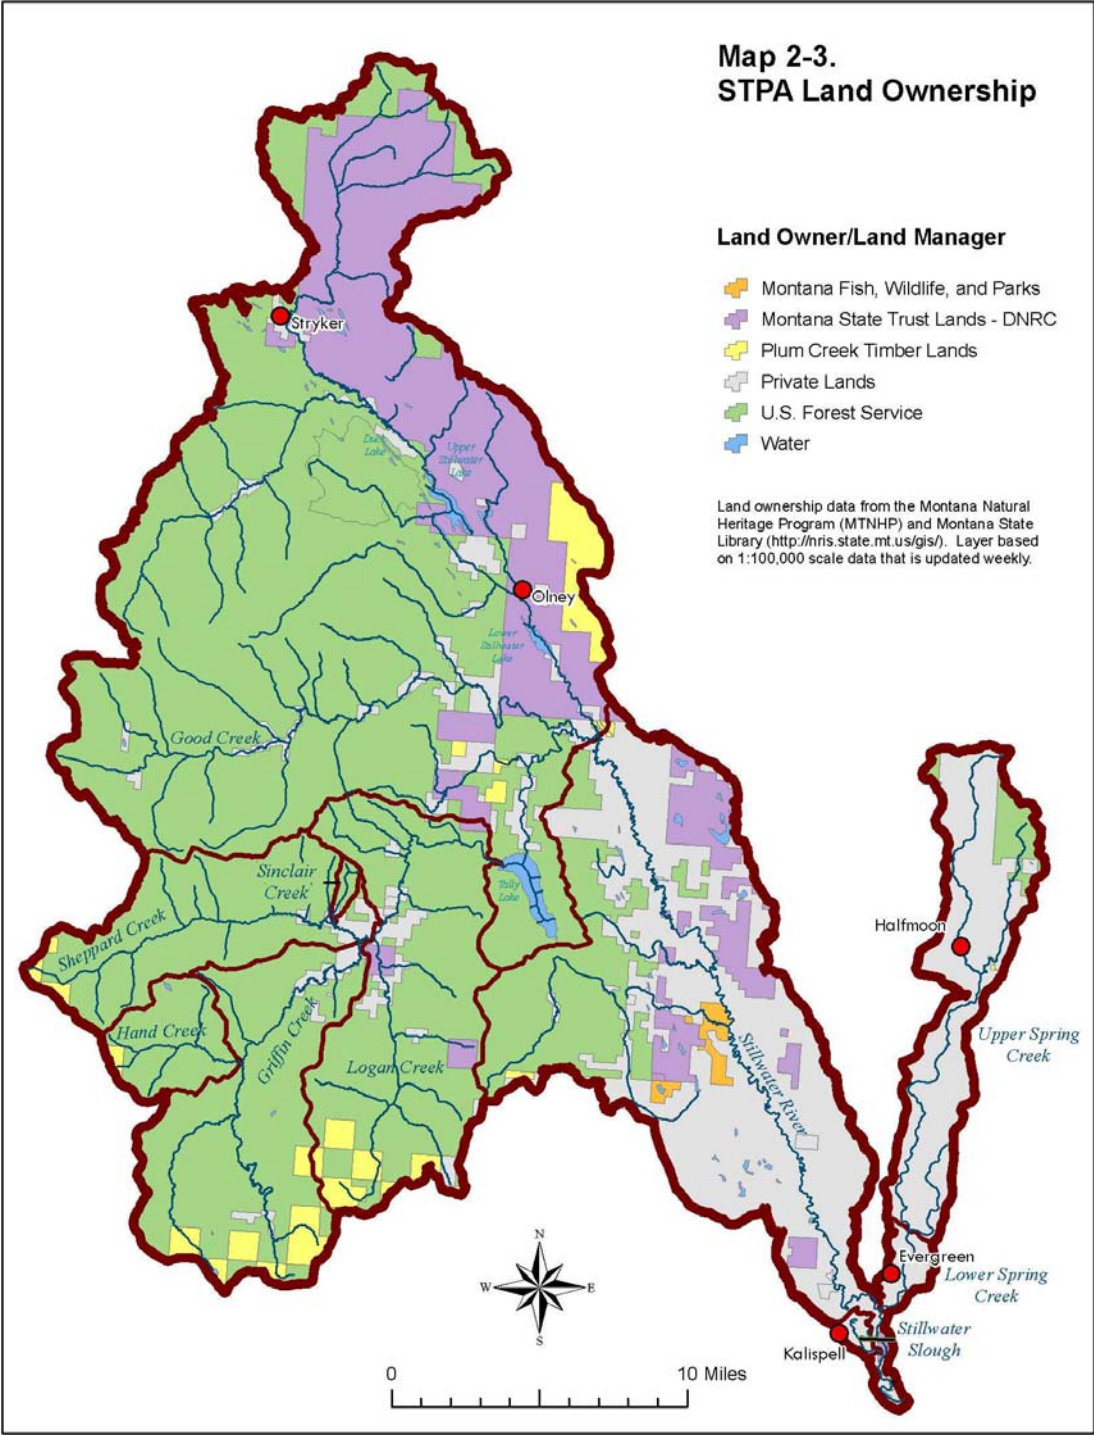 Map 2-3.
STPA Land Ownership
Land Owner/Land Manager
Montana Fish, Wildlife, and Parks
Montana State Trust Lands - DNRC
Plum Creek Timber Lands
Private Lands
U.S. Forest Service
Water
Land ownership data from the Montana Natural
Heritage Program (MTNHP) and Montana State
Library (http://nris.state.mt.us/gis/). Layer based
on 1:100,000 scale data that is updated weekly.
Stryker
Duck
Lake
Upper
Stillwater
Lake
Olney
Lower
Stillwater
Lake
Good Creek
Sinclair
Creek
Tally
Lake
Sheppard Creek
Halfmoon
Hand Creek
Griffin Creek
Logan Creek
Stillwater River
Upper Spring
Creek
Evergreen
Lower Spring
Creek
Stillwater
Slough
Kalispell
N
W
E
S
0
10 Miles